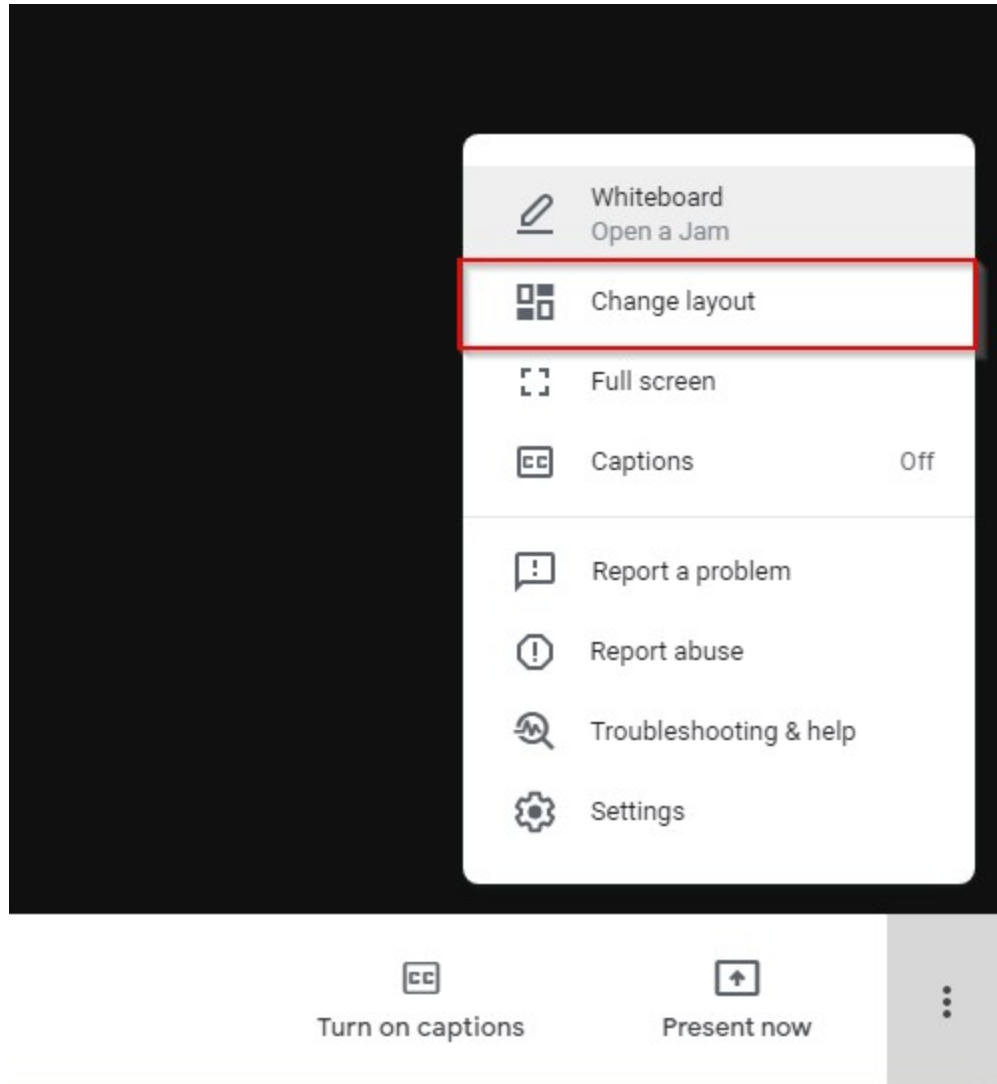 Whiteboard
Open a Jam
Change layout
Full screen
Captions Off
Report a problem
Report abuse
Troubleshooting & help
Settings
Turn on captions Present now